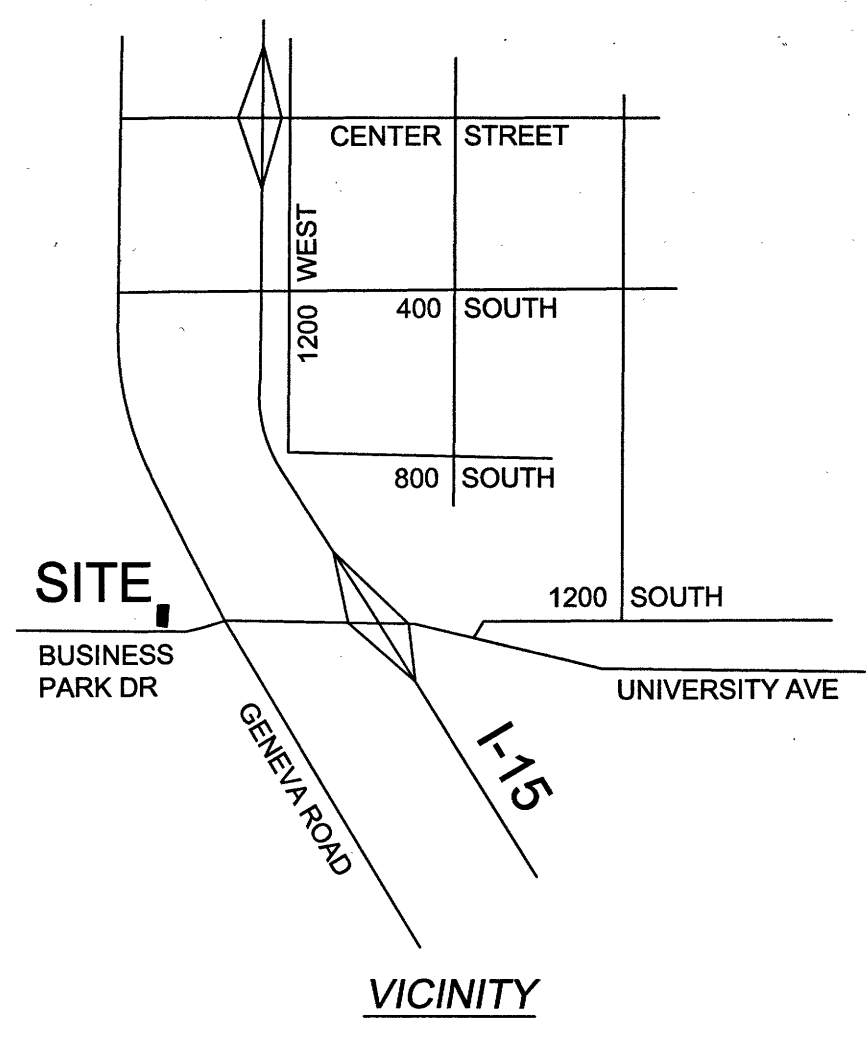 CENTER STREET
1200 WEST
400 SOUTH
800 SOUTH
SITE
1200 SOUTH
BUSINESS
PARK DR
UNIVERSITY AVE
GENEVA ROAD
I-15
VICINITY